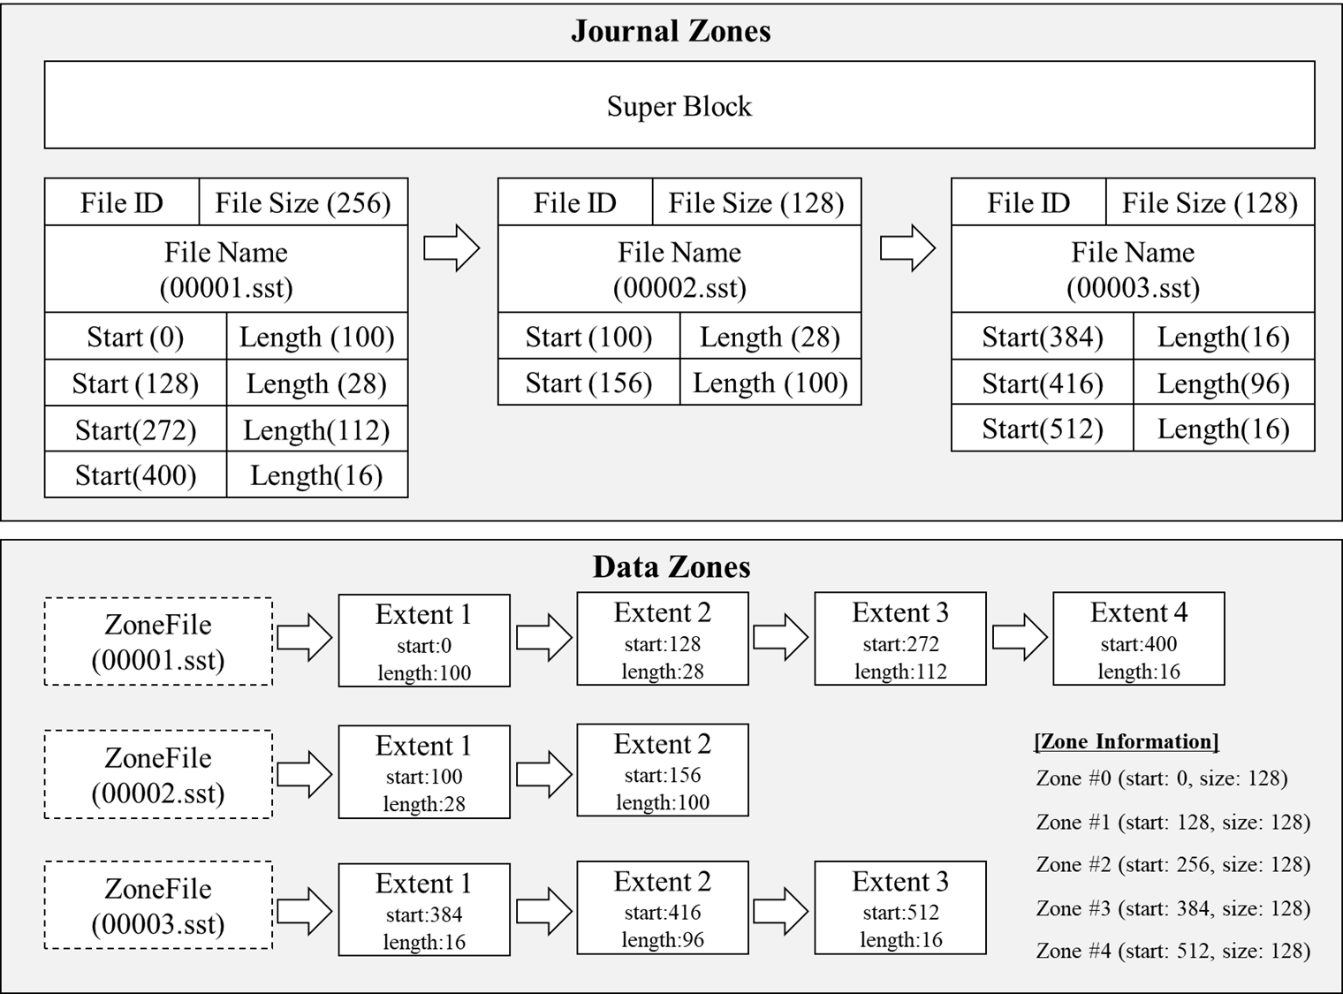 Journal Zones
Super Block
File ID
File Size (256)
File Name
(00001.sst)
Start (0)
Length (100)
Start (128)
Length (28)
Start(272)
Length(112)
Start(400)
Length(16)
File ID
File Size (128)
File Name
(00002.sst)
Start (100)
Length (28)
Start (156)
Length (100)
File ID
File Size (128)
File Name
(00003.sst)
Start(384)
Length(16)
Start(416)
Length(96)
Start(512)
Length(16)
Data Zones
ZoneFile
(00001.sst)
Extent 1
start:0
length:100
Extent 2
start:128
length:28
Extent 3
start:272
length:112
Extent 4
start:400
length:16
ZoneFile
(00002.sst)
Extent 1
start:100
length:28
Extent 2
start:156
length:100
ZoneFile
(00003.sst)
Extent 1
start:384
length:16
Extent 2
start:416
length:96
Extent 3
start:512
length:16
[Zone Information]
Zone #0 (start: 0, size: 128)
Zone #1 (start: 128, size: 128)
Zone #2 (start: 256, size: 128)
Zone #3 (start: 384, size: 128)
Zone #4 (start: 512, size: 128)